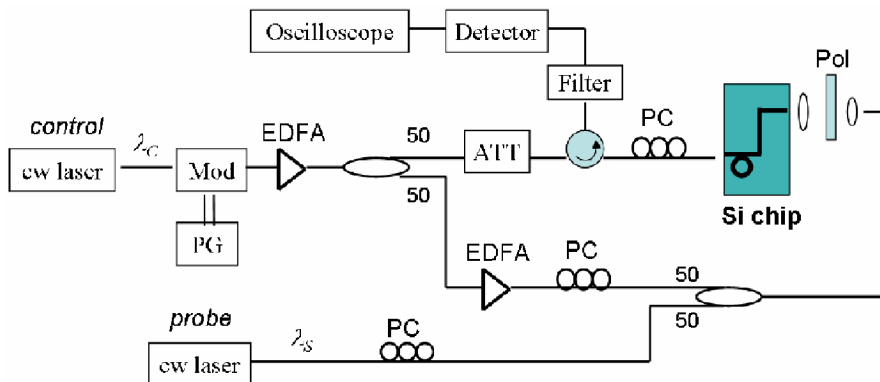 Oscilloscope
Detector
Filter
Pol
control
λC
EDFA
50
PC
cw laser
Mod
ATT
50
PG
Si chip
EDFA
PC
50
probe
λS
PC
50
cw laser